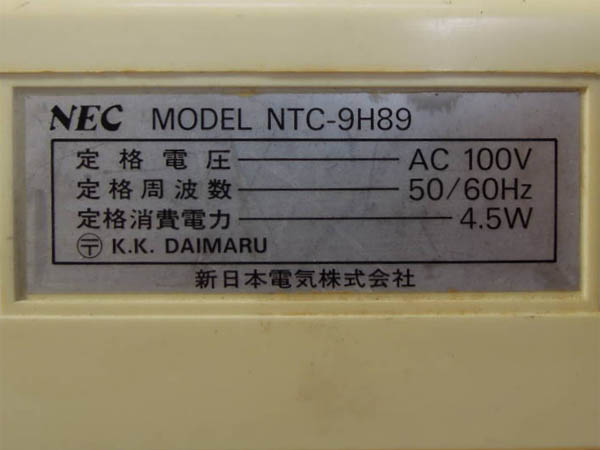 NEC MODEL NTC-9H89
定格電圧 AC 100V
定格周波数 50/60Hz
定格消費電力 4.5W
〶 K.K. DAIMARU
新日本電気株式会社